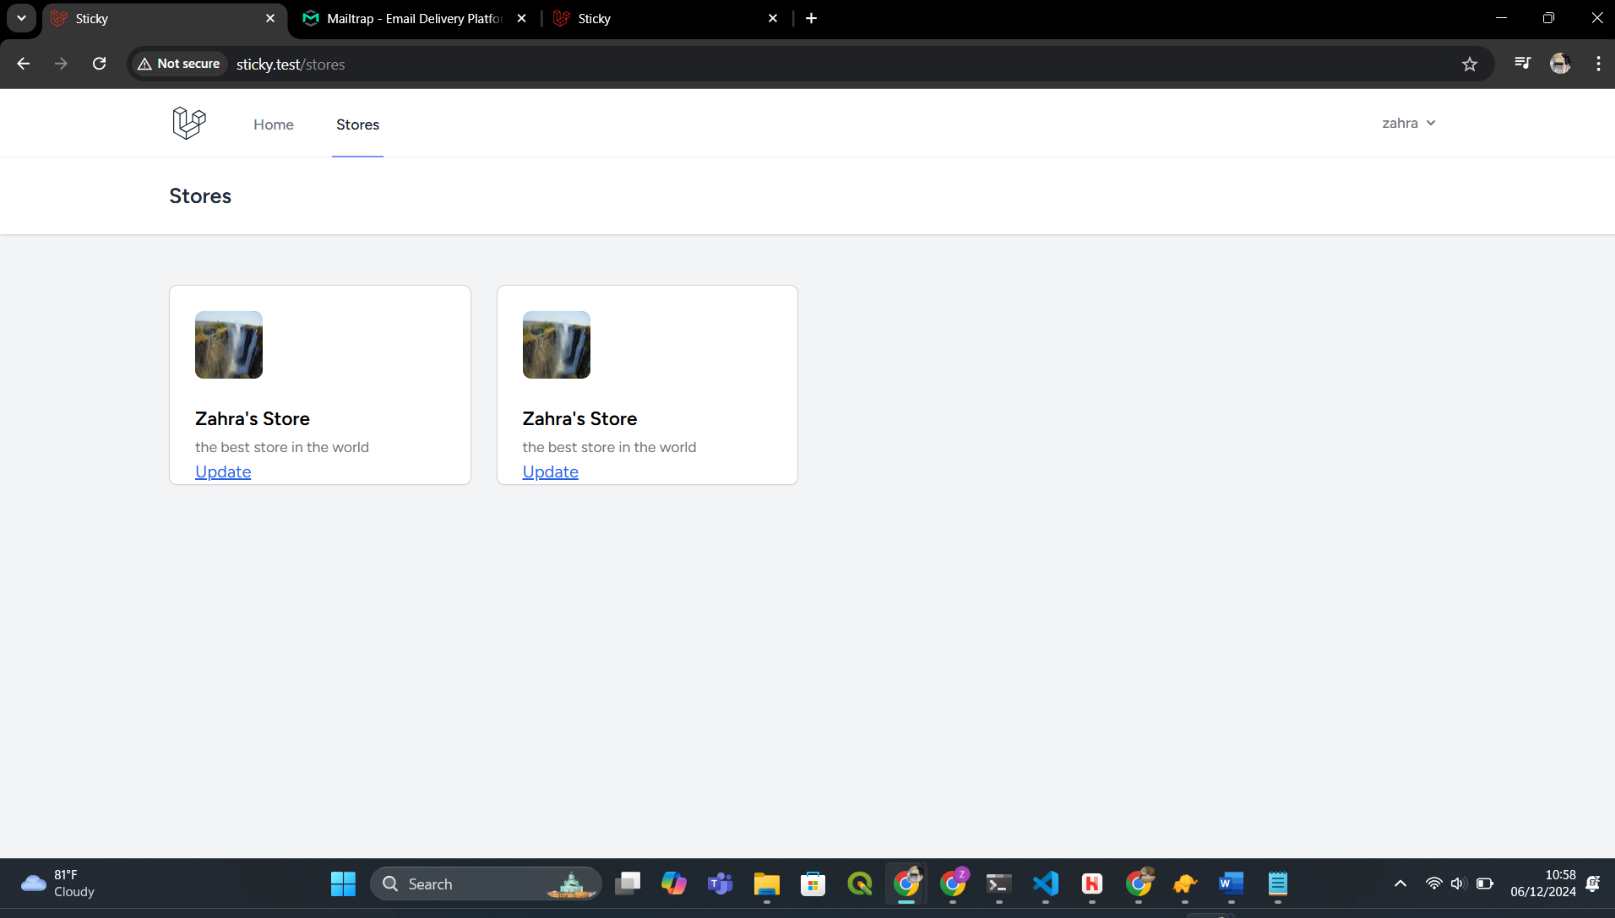 Sticky
Mailtrap - Email Delivery Platfo
Sticky
Not secure
sticky.test/stores
Home
Stores
zahra
Stores
Zahra's Store
the best store in the world
Update
Zahra's Store
the best store in the world
Update
81°F
Cloudy
Search
Z
H
W
10:58
06/12/2024